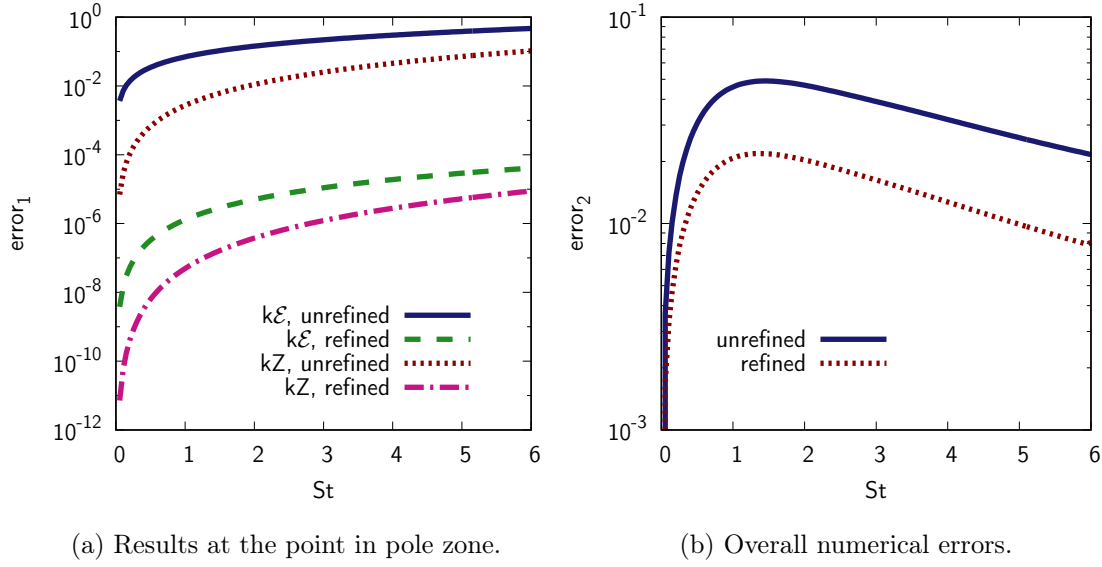 10^0
10^-2
10^-4
10^-6
10^-8
10^-10
10^-12
error_1
0 1 2 3 4 5 6
St
kℰ, unrefined
kℰ, refined
kZ, unrefined
kZ, refined
(a) Results at the point in pole zone.
10^-1
10^-2
10^-3
error_2
0 1 2 3 4 5 6
St
unrefined
refined
(b) Overall numerical errors.